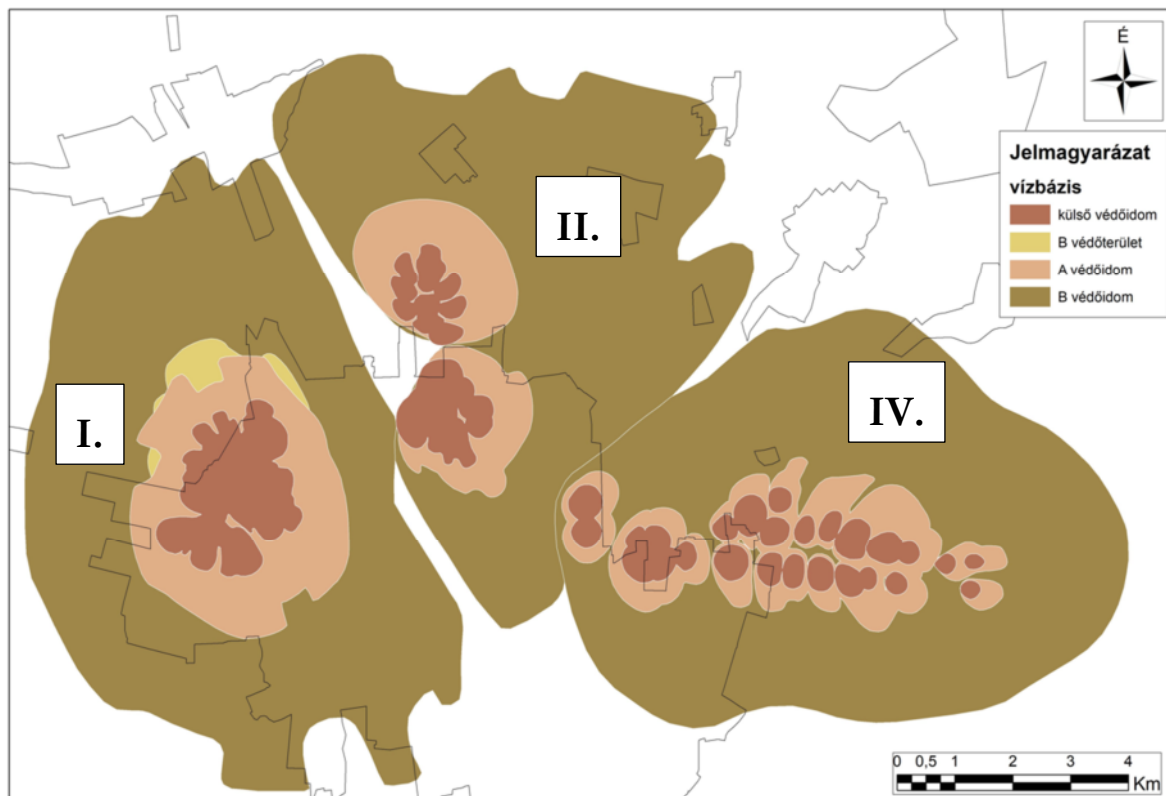 É
Jelmagyarázat
vízbázis
külső védőidom
B védőterület
A védőidom
B védőidom
I.
II.
IV.
0 0,5 1 2 3 4
Km